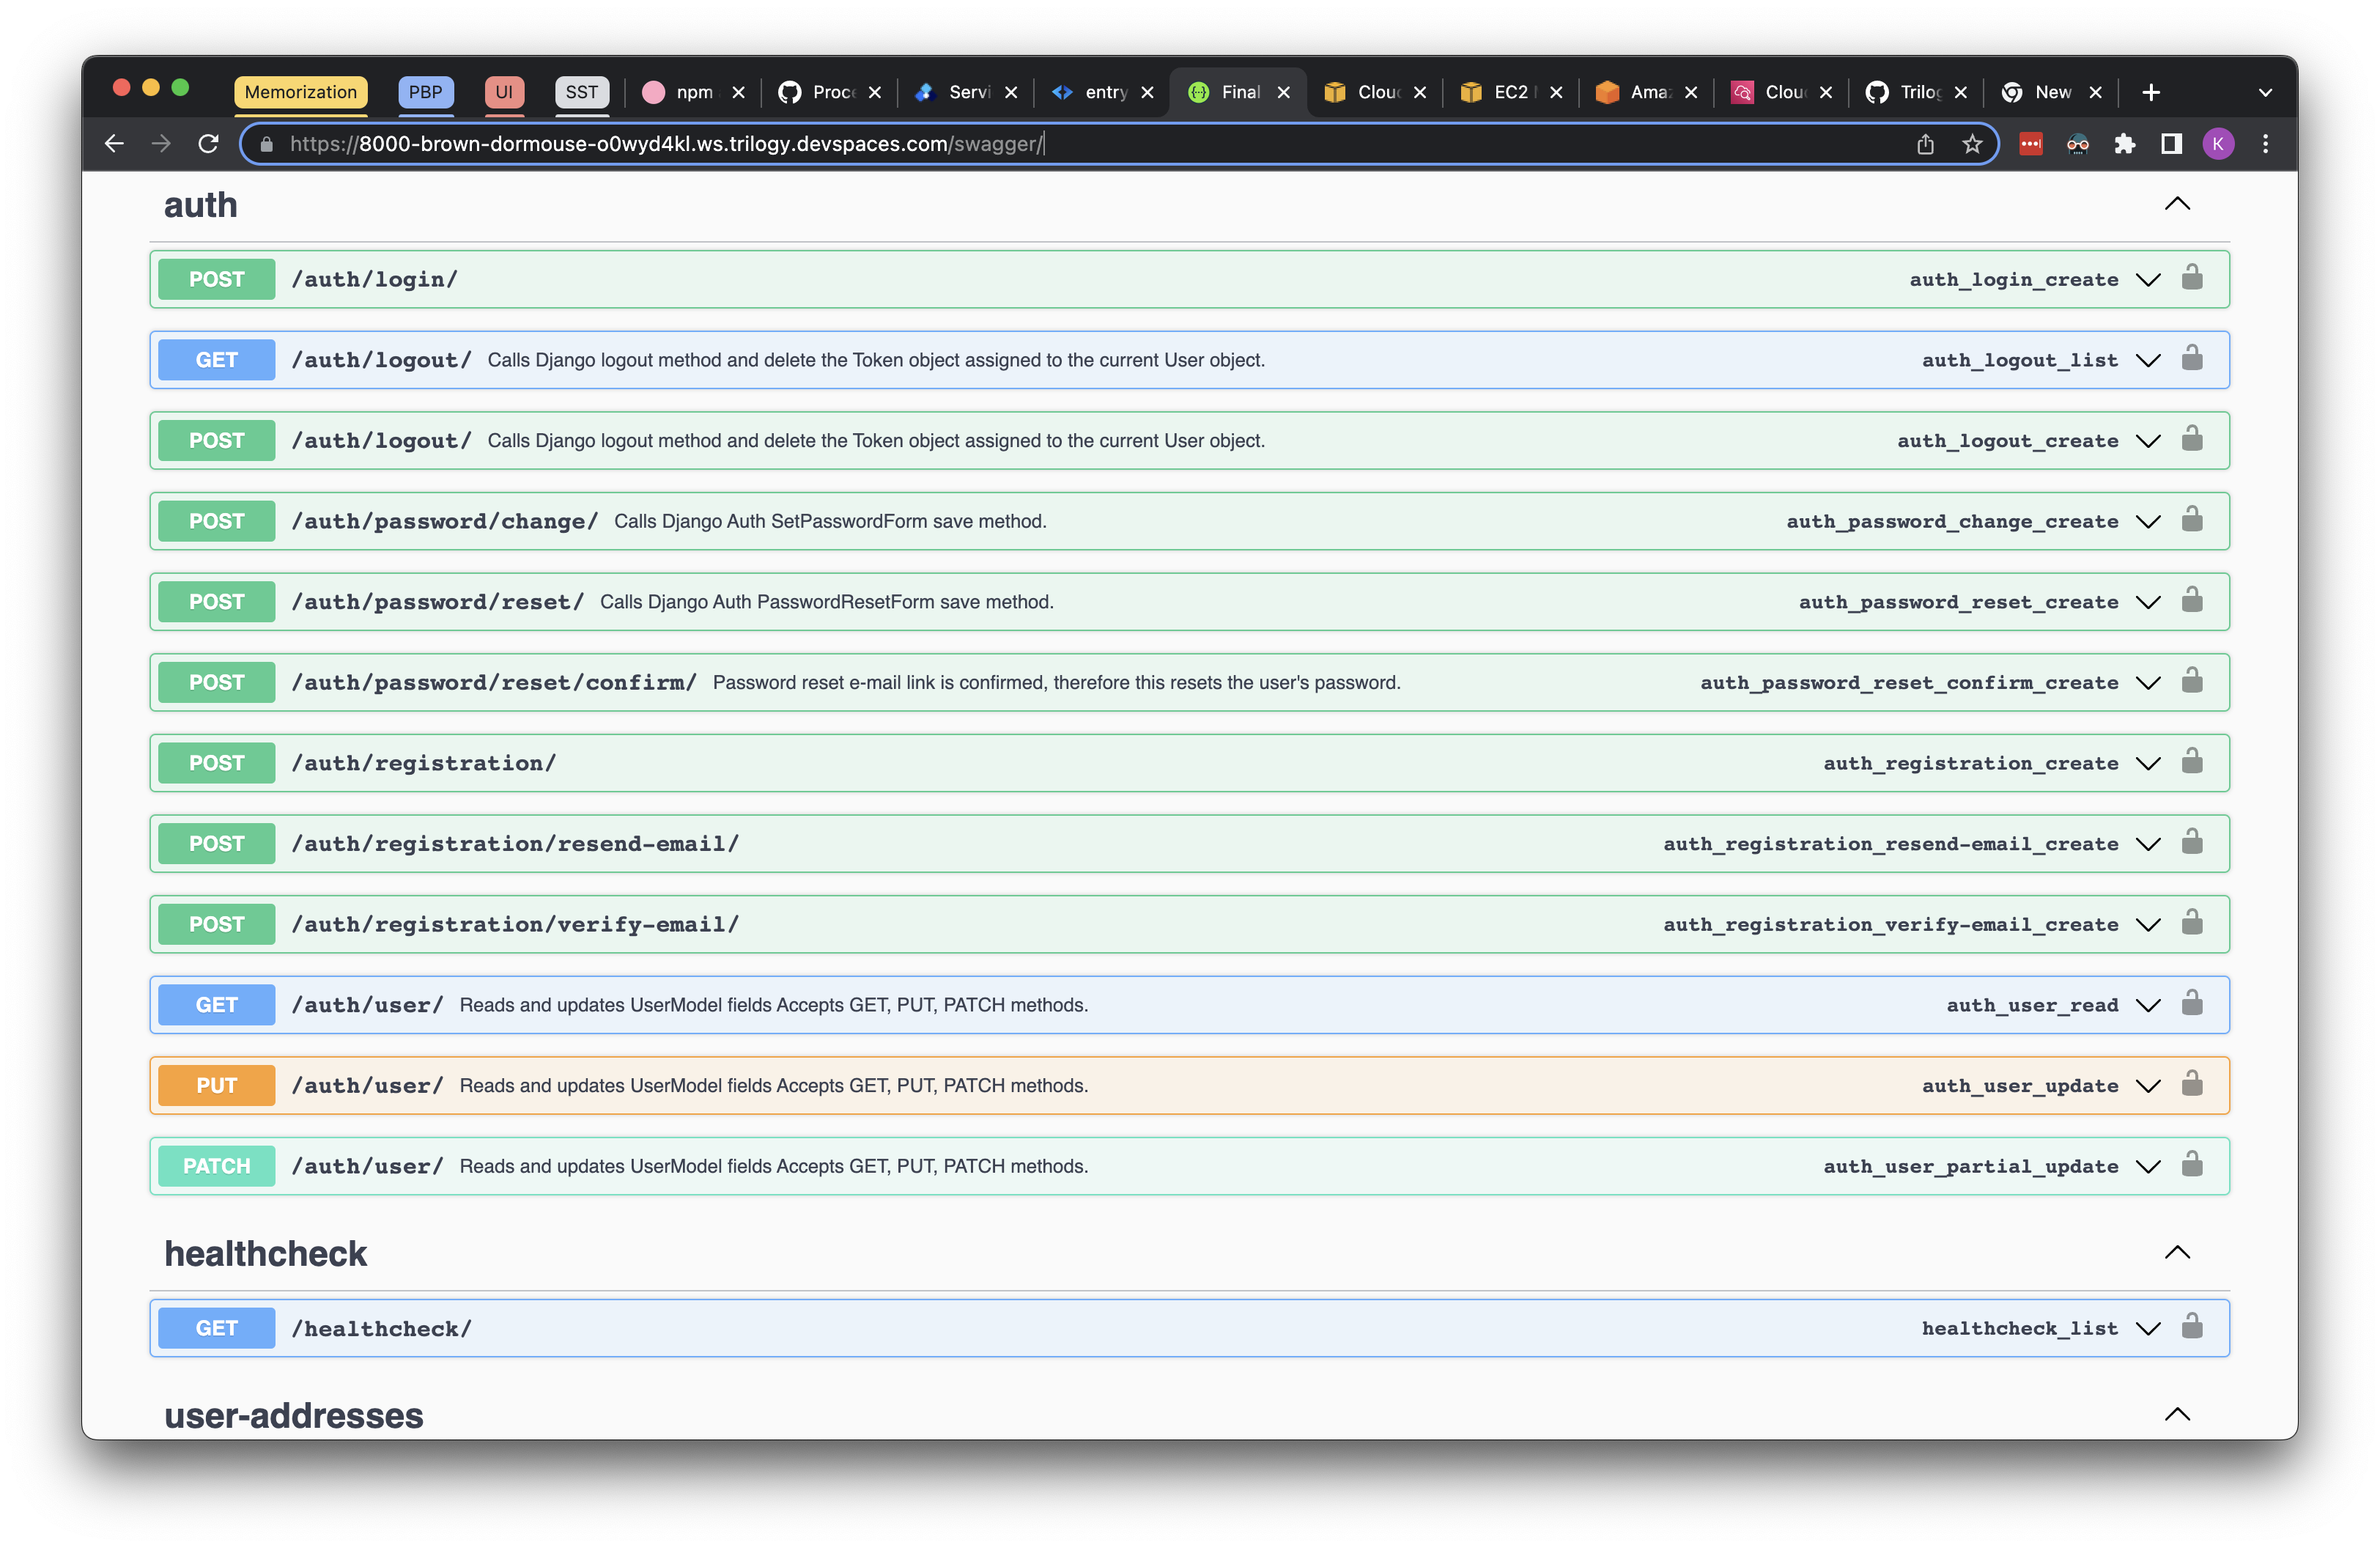 Memorization PBP UI SST npm Proce Servi entry Final Clou EC2 Ama Clou Trilo New
https://8000-brown-dormouse-o0wyd4kl.ws.trilogy.devspaces.com/swagger/ K
auth
POST /auth/login/ auth_login_create
GET /auth/logout/ Calls Django logout method and delete the Token object assigned to the current User object. auth_logout_list
POST /auth/logout/ Calls Django logout method and delete the Token object assigned to the current User object. auth_logout_create
POST /auth/password/change/ Calls Django Auth SetPasswordForm save method. auth_password_change_create
POST /auth/password/reset/ Calls Django Auth PasswordResetForm save method. auth_password_reset_create
POST /auth/password/reset/confirm/ Password reset e-mail link is confirmed, therefore this resets the user's password. auth_password_reset_confirm_create
POST /auth/registration/ auth_registration_create
POST /auth/registration/resend-email/ auth_registration_resend-email_create
POST /auth/registration/verify-email/ auth_registration_verify-email_create
GET /auth/user/ Reads and updates UserModel fields Accepts GET, PUT, PATCH methods. auth_user_read
PUT /auth/user/ Reads and updates UserModel fields Accepts GET, PUT, PATCH methods. auth_user_update
PATCH /auth/user/ Reads and updates UserModel fields Accepts GET, PUT, PATCH methods. auth_user_partial_update
healthcheck
GET /healthcheck/ healthcheck_list
user-addresses